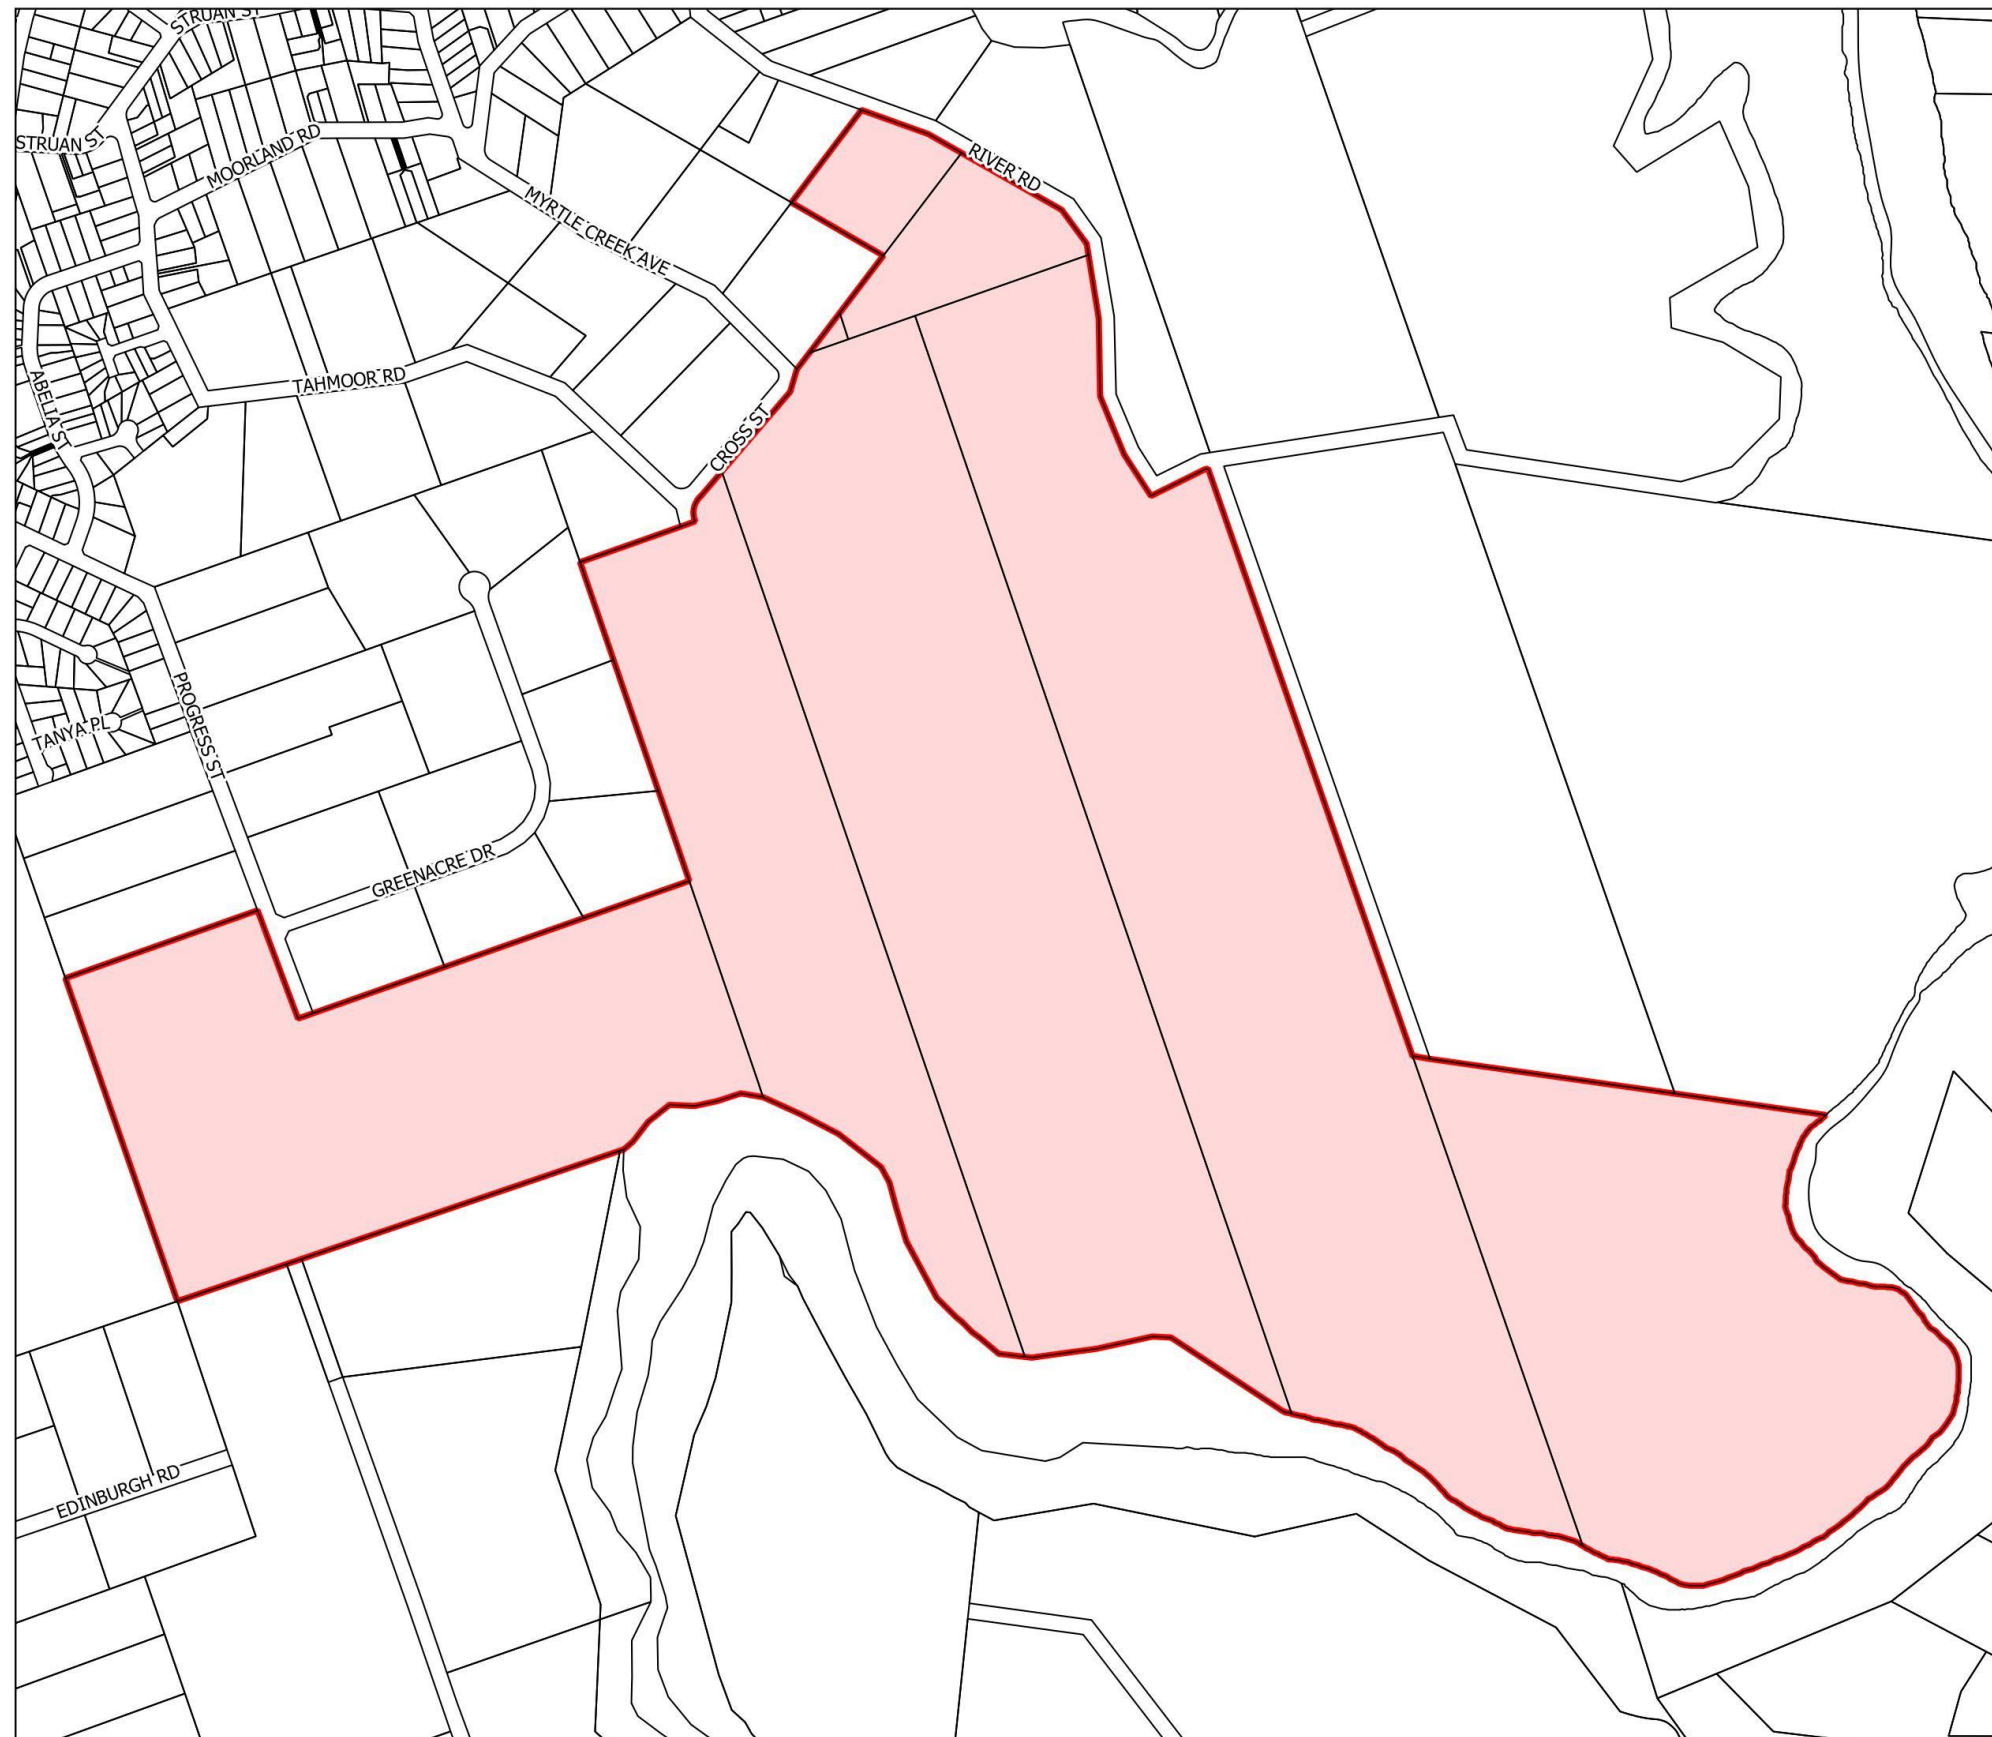 STRUAN ST
STRUAN ST
MOORLAND RD
RIVER RD
MYRTLE CREEK AVE
TAHMOOR RD
ABELIA ST
CROSS ST
PROGRESS ST
TANYA PL
GREENACRE DR
EDINBURGH RD